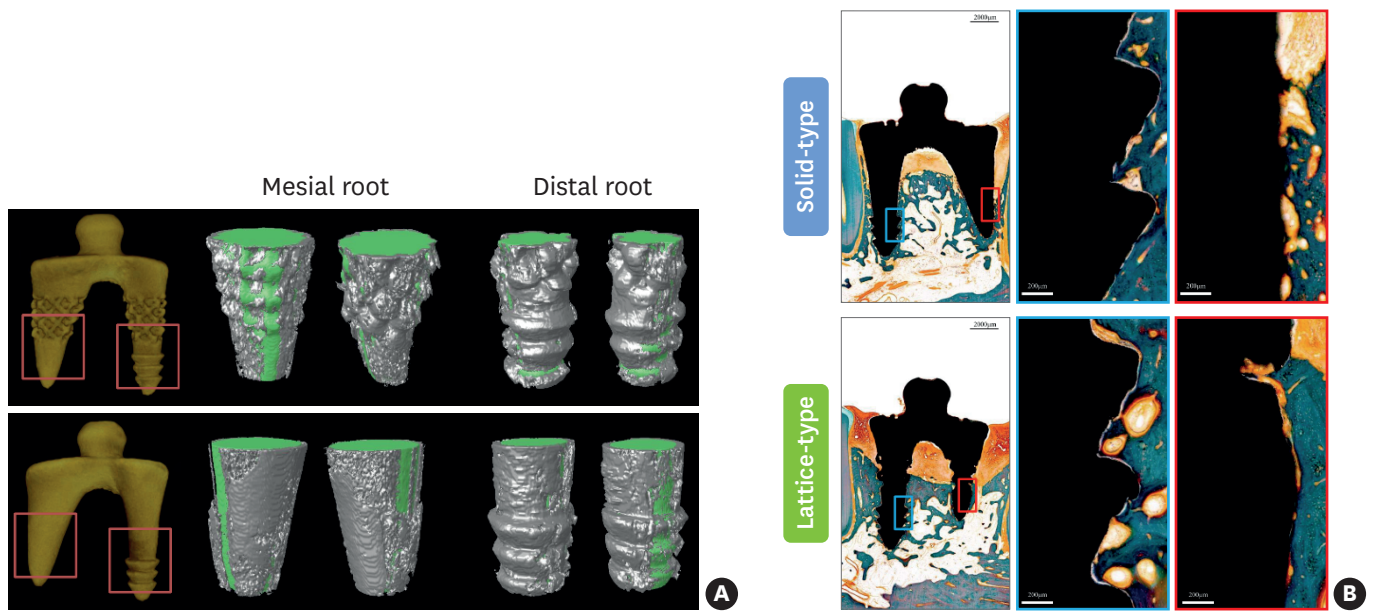 Mesial root
Distal root
A
Solid-type
2000μm
200μm
200μm
Lattice-type
2000μm
200μm
200μm
B